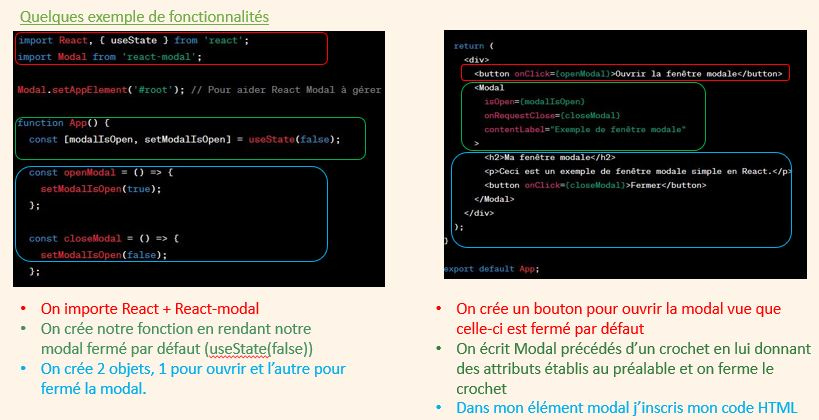 Quelques exemple de fonctionnalités
import React, { useState } from 'react';
import Modal from 'react-modal';
Modal.setAppElement('#root'); // Pour aider React Modal à gérer
function App() {
const [modalIsOpen, setModalIsOpen] = useState(false);
const openModal = () => {
setModalIsOpen(true);
};
const closeModal = () => {
setModalIsOpen(false);
};
• On importe React + React-modal
• On crée notre fonction en rendant notre
modal fermé par défaut (useState(false))
• On crée 2 objets, 1 pour ouvrir et l'autre pour
fermé la modal.
return (
<div>
<button onClick={openModal}>Ouvrir la fenêtre modale</button>
<Modal
isOpen={modalIsOpen}
onRequestClose={closeModal}
contentLabel="Exemple de fenêtre modale"
>
<h2>Ma fenêtre modale</h2>
<p>Ceci est un exemple de fenêtre modale simple en React.</p>
<button onClick={closeModal}>Fermer</button>
</Modal>
</div>
);
}
export default App;
• On crée un bouton pour ouvrir la modal vue que
celle-ci est fermé par défaut
• On écrit Modal précédés d'un crochet en lui donnant
des attributs établis au préalable et on ferme le
crochet
• Dans mon élément modal j'inscris mon code HTML